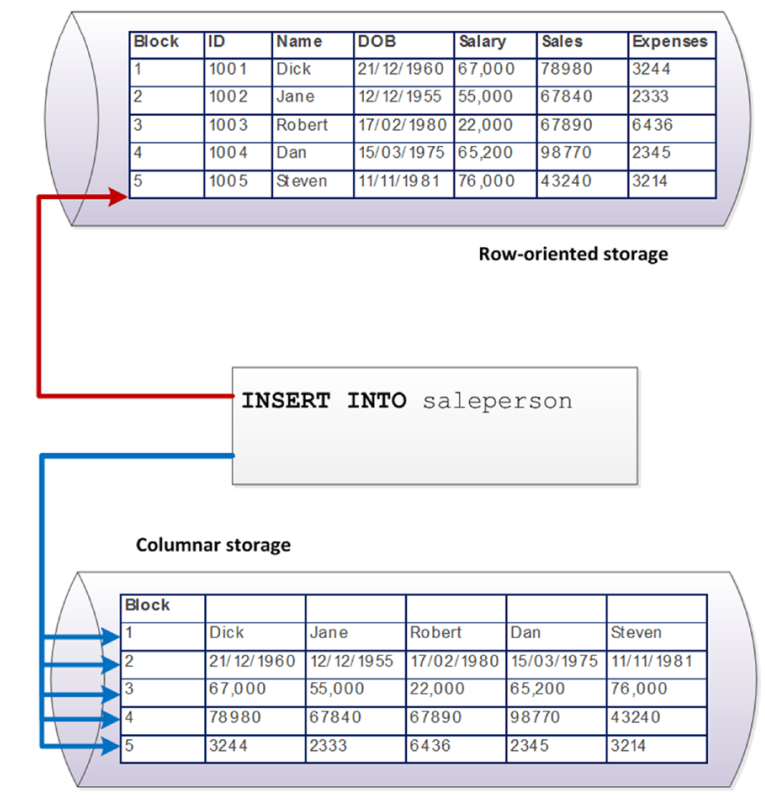 Block ID Name DOB Salary Sales Expenses
1 1001 Dick 21/12/1960 67,000 78980 3244
2 1002 Jane 12/12/1955 55,000 67840 2333
3 1003 Robert 17/02/1980 22,000 67890 6436
4 1004 Dan 15/03/1975 65,200 98770 2345
5 1005 Steven 11/11/1981 76,000 43240 3214
Row-oriented storage
INSERT INTO saleperson
Columnar storage
Block
1 Dick Jane Robert Dan Steven
2 21/12/1960 12/12/1955 17/02/1980 15/03/1975 11/11/1981
3 67,000 55,000 22,000 65,200 76,000
4 78980 67840 67890 98770 43240
5 3244 2333 6436 2345 3214